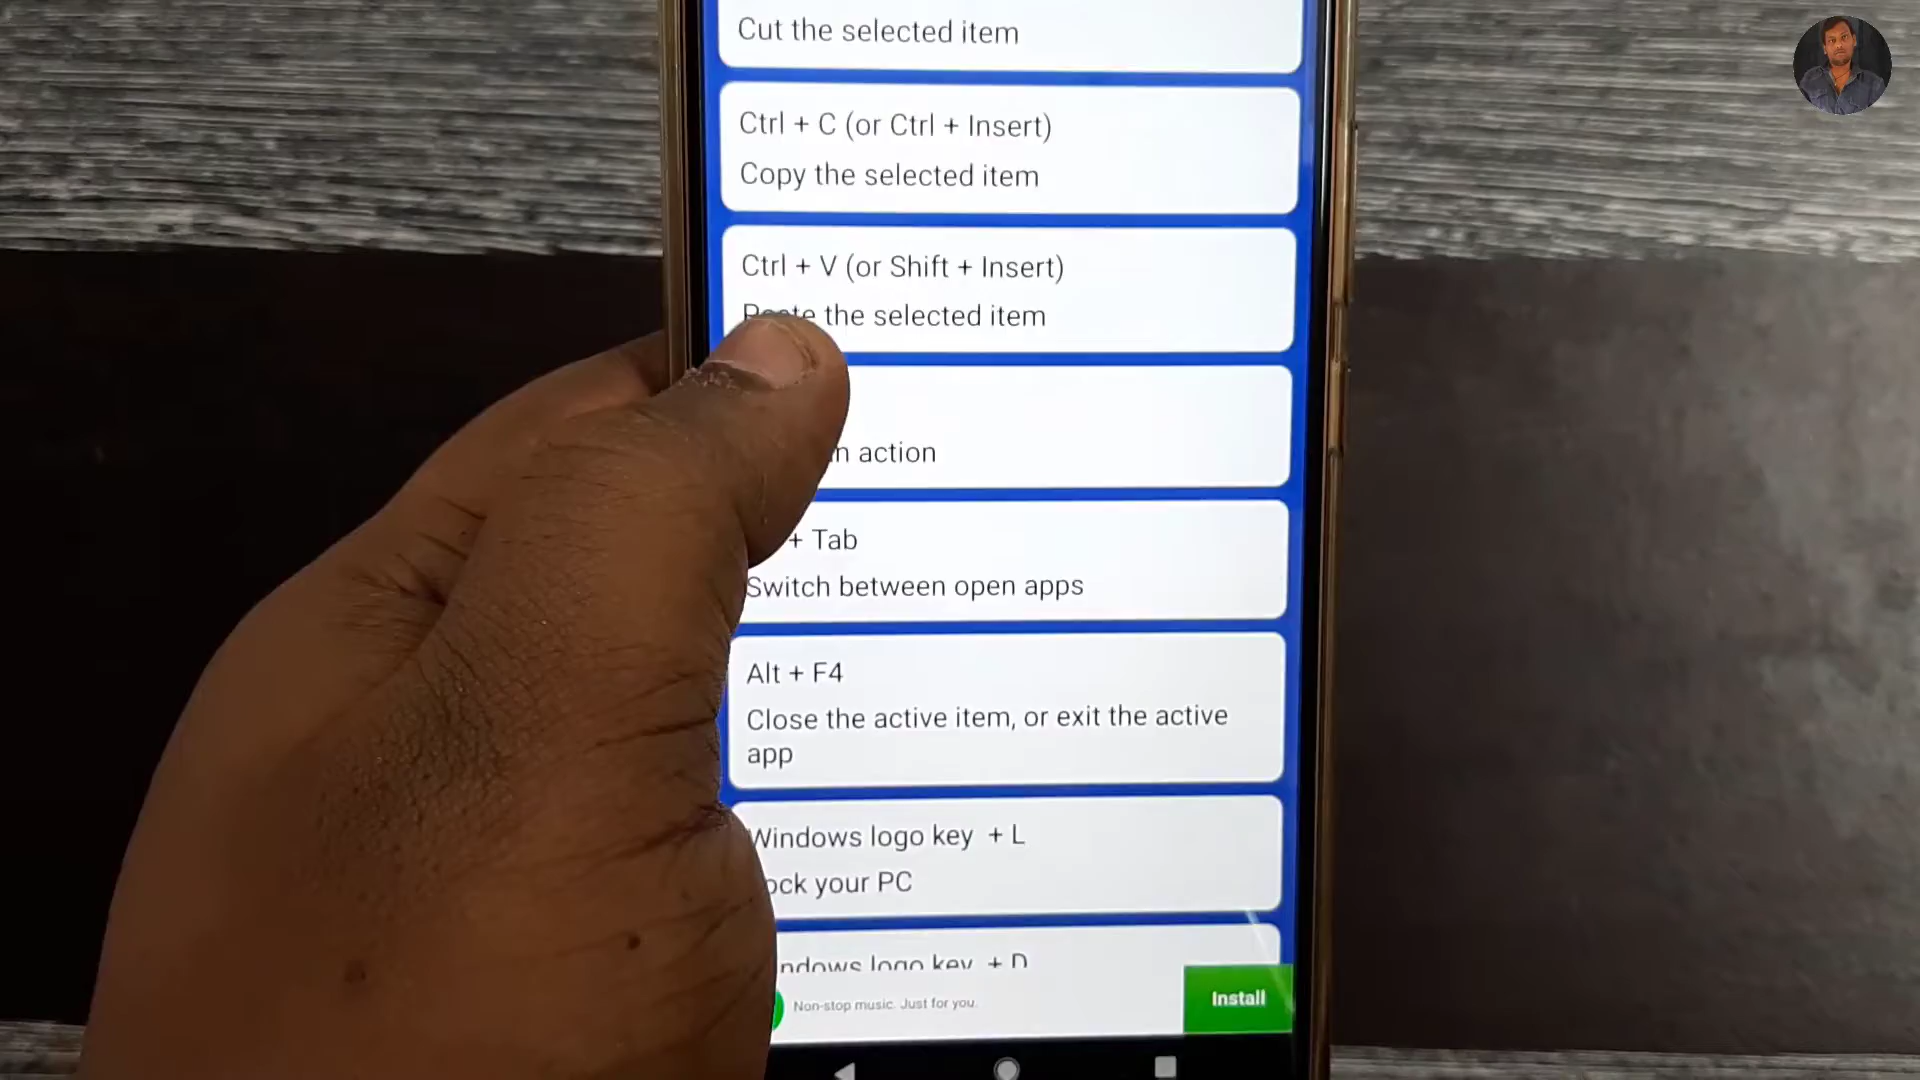 Cut the selected item
Ctrl + C (or Ctrl + Insert)
Copy the selected item
Ctrl + V (or Shift + Insert)
Paste the selected item
action
+ Tab
Switch between open apps
Alt + F4
Close the active item, or exit the active
app
Windows logo key + L
your PC
logo key + D
Non-stop music. Just for you.
Install